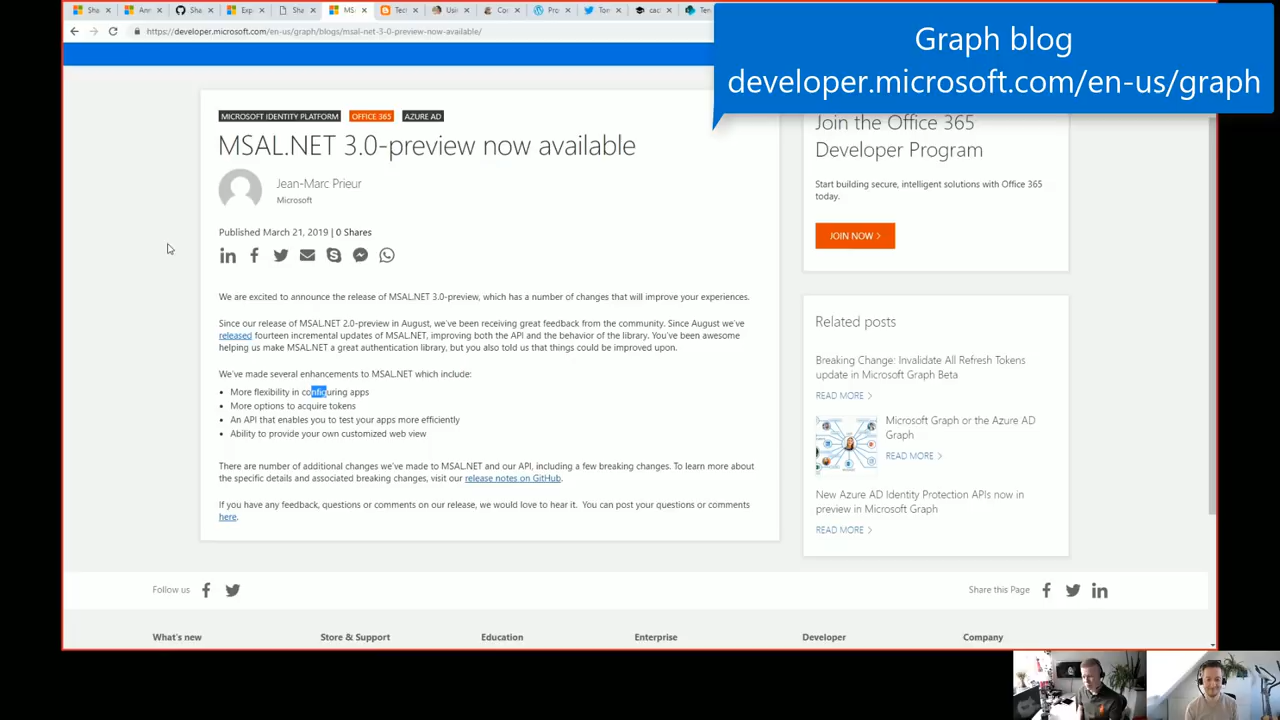 Sha
Ann
Sha
Exp
Sha
MS
Tech
Usin
Co
Pro
Ton
cac
Ten
https://developer.microsoft.com/en-us/graph/blogs/msal-net-3-0-preview-now-available/
Graph blog
developer.microsoft.com/en-us/graph
MICROSOFT IDENTITY PLATFORM
OFFICE 365
AZURE AD
MSAL.NET 3.0-preview now available
Jean-Marc Prieur
Microsoft
Published March 21, 2019 | 0 Shares
We are excited to announce the release of MSAL.NET 3.0-preview, which has a number of changes that will improve your experiences.
Since our release of MSAL.NET 2.0-preview in August, we've been receiving great feedback from the community. Since August we've
released fourteen incremental updates of MSAL.NET, improving both the API and the behavior of the library. You've been awesome
helping us make MSAL.NET a great authentication library, but you also told us that things could be improved upon.
We've made several enhancements to MSAL.NET which include:
• More flexibility in configuring apps
• More options to acquire tokens
• An API that enables you to test your apps more efficiently
• Ability to provide your own customized web view
There are number of additional changes we've made to MSAL.NET and our API, including a few breaking changes. To learn more about
the specific details and associated breaking changes, visit our release notes on GitHub.
If you have any feedback, questions or comments on our release, we would love to hear it. You can post your questions or comments
here.
Join the Office 365
Developer Program
Start building secure, intelligent solutions with Office 365
today.
JOIN NOW >
Related posts
Breaking Change: Invalidate All Refresh Tokens
update in Microsoft Graph Beta
READ MORE >
Microsoft Graph or the Azure AD
Graph
READ MORE >
New Azure AD Identity Protection APIs now in
preview in Microsoft Graph
READ MORE >
Follow us
Share this Page
What's new
Store & Support
Education
Enterprise
Developer
Company